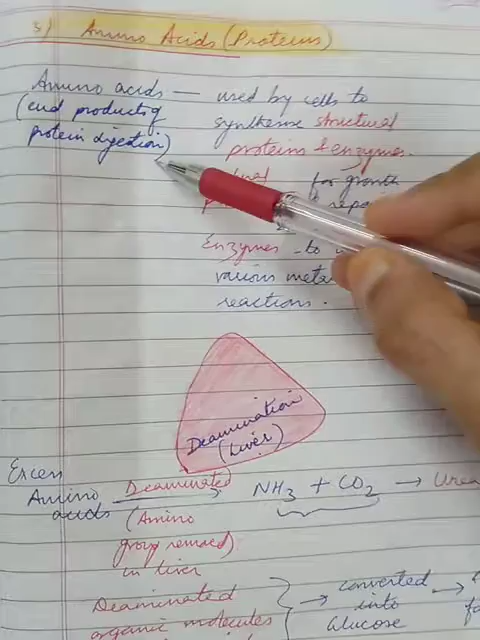 3) Amino Acids (Proteins)
Amino acids — used by cells to
(end products of synthesise structural
protein digestion) proteins & enzymes.
for growth
Enzymes - to
various meta
reactions.
Deamination
(Liver)
Excess
Amino acids Deaminated NH3 + CO2 → Urea
(Amino
group removed)
in liver
Deaminated → converted →
organic molecules into
Glucose